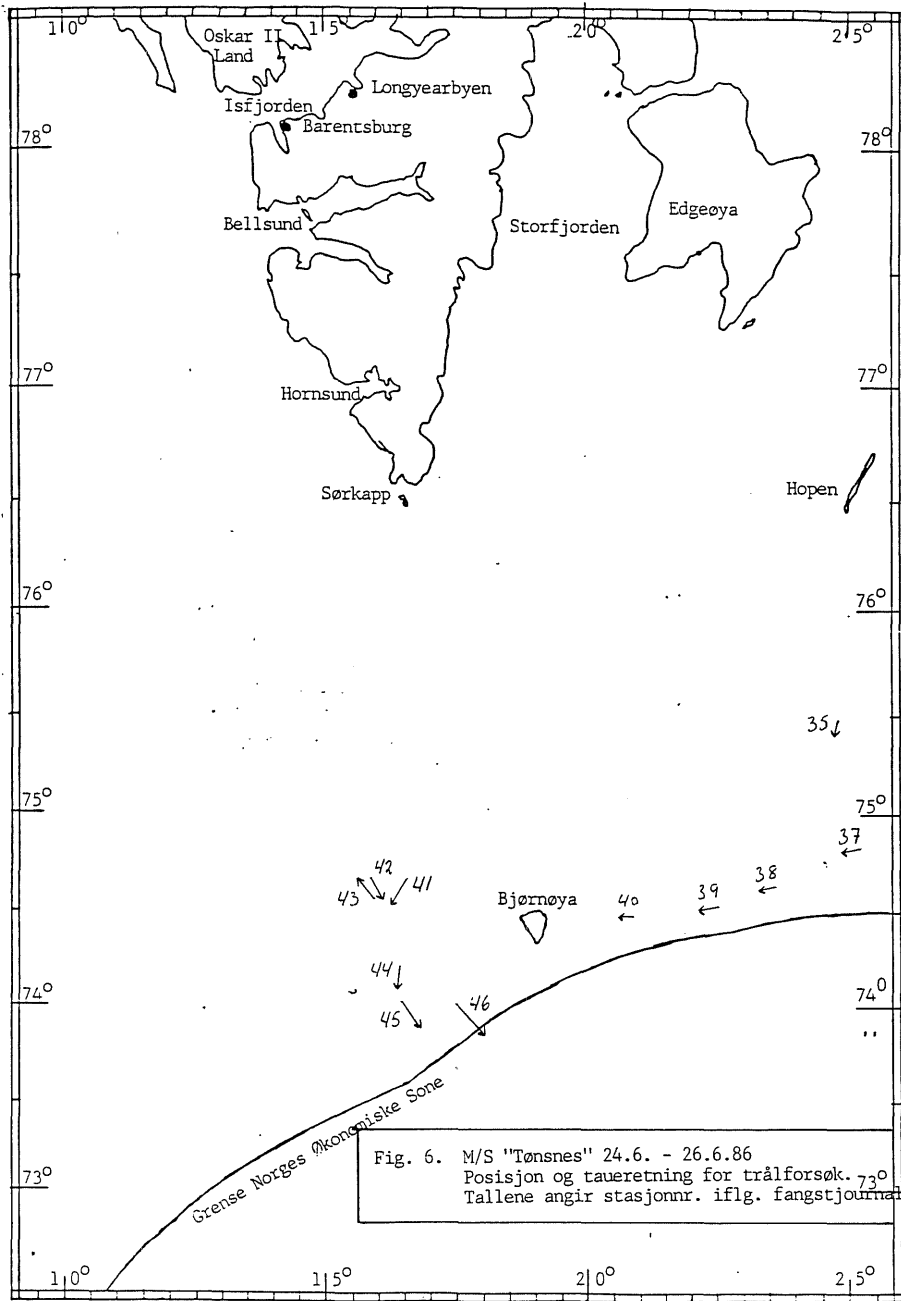 10° 15° 20° 25°
Oskar II
Land
Longyearbyen
Isfjorden
Barentsburg
78° 78°
Edgeøya
Bellsund
Storfjorden
77° 77°
Hornsund
Sørkapp
Hopen
76° 76°
35
75° 75°
37
42
41
38
43
Bjørnøya
39
40
44
74° 46 74°
45
Grense Norges Økonomiske Sone
Fig. 6. M/S "Tønsnes" 24.6. - 26.6.86
Posisjon og taueretning for trålforsøk.
73° 73°
Tallene angir stasjonnr. iflg. fangstjournal
10° 15° 20° 25°